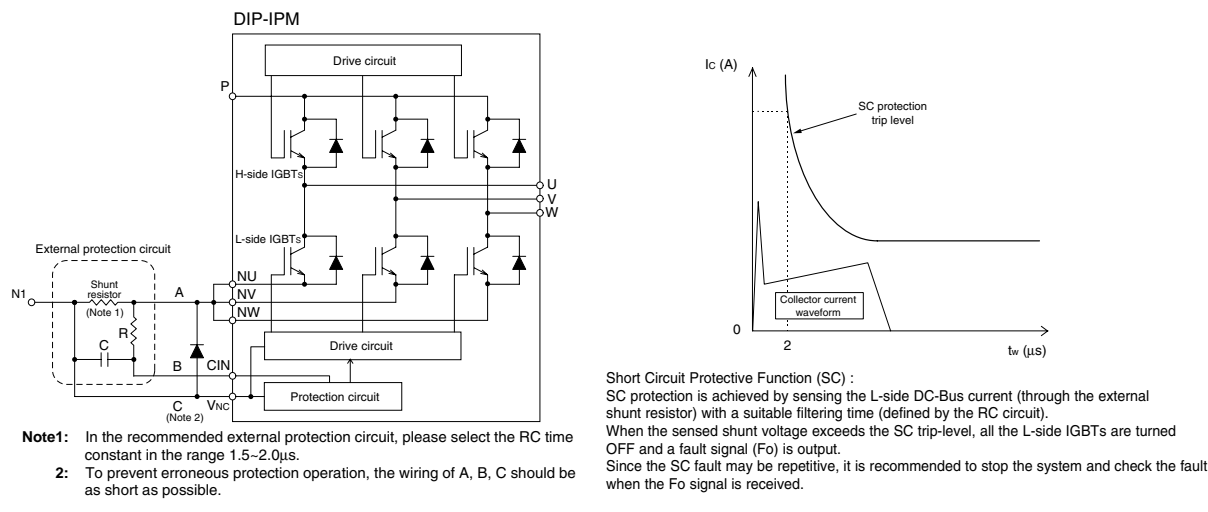 DIP-IPM
Drive circuit
P
H-side IGBTs
U
V
W
L-side IGBTs
External protection circuit
NU
N1
Shunt
resistor
(Note 1)
A
NV
NW
R
C
Drive circuit
B
CIN
Protection circuit
C
(Note 2)
VNC
Note1: In the recommended external protection circuit, please select the RC time
constant in the range 1.5~2.0μs.
2: To prevent erroneous protection operation, the wiring of A, B, C should be
as short as possible.
IC (A)
SC protection
trip level
Collector current
waveform
0
2
tw (μs)
Short Circuit Protective Function (SC) :
SC protection is achieved by sensing the L-side DC-Bus current (through the external
shunt resistor) with a suitable filtering time (defined by the RC circuit).
When the sensed shunt voltage exceeds the SC trip-level, all the L-side IGBTs are turned
OFF and a fault signal (Fo) is output.
Since the SC fault may be repetitive, it is recommended to stop the system and check the fault
when the Fo signal is received.